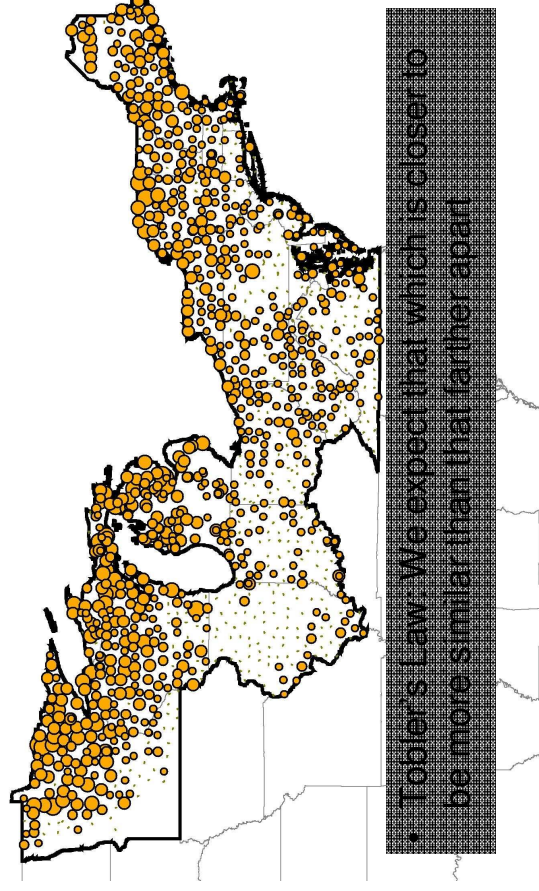 • Tobler's Law: We expect that which is closer to
be more similar than that farther apart